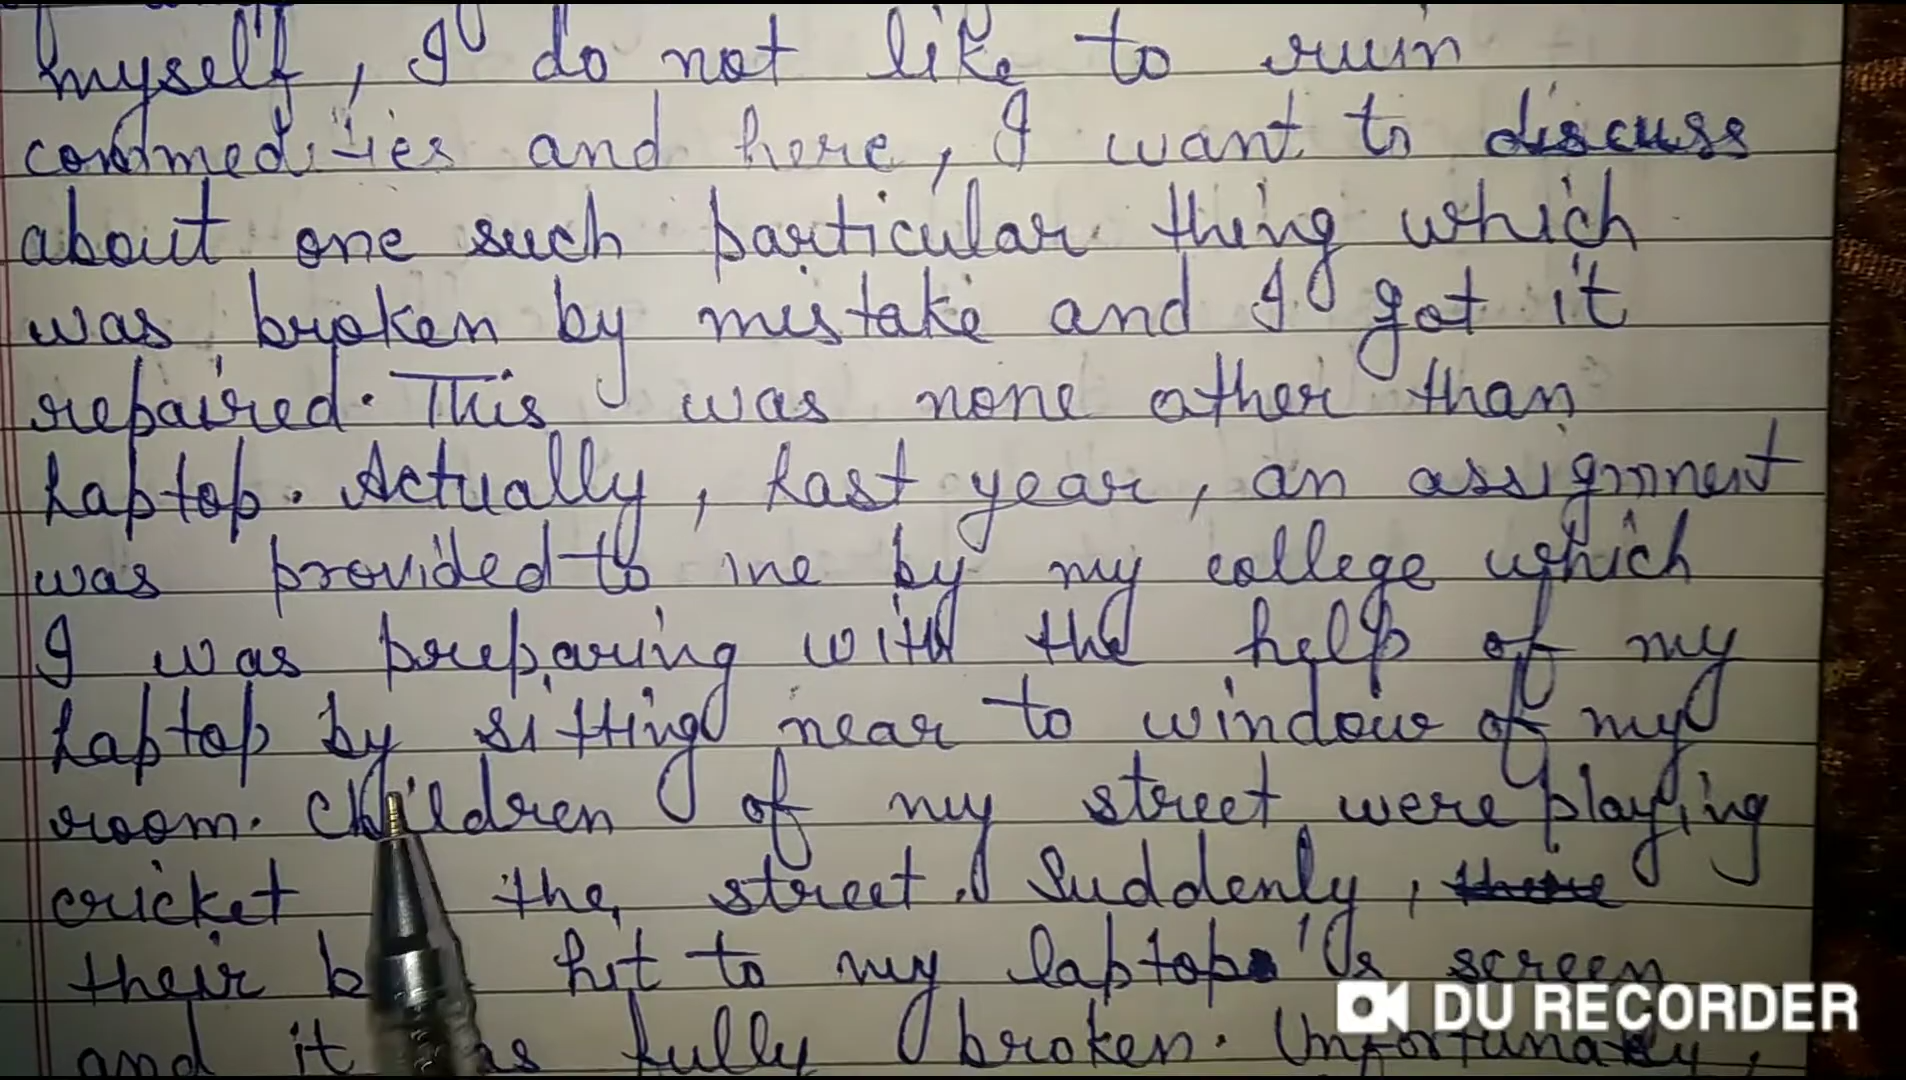 myself, I do not like to ruin
commedities and here, I want to discuss
about one such particular thing which
was broken by mistake and I got it
repaired. This was none other than
Laptop. Actually, Last year, an assignment
was provided to me by my college which
I was preparing with the help of my
Laptop by sitting near to window of my
room. Children of my street were playing
cricket the street. Suddenly,
their hit to my laptop's screen
and it fully broken. Unfortunately,
DU RECORDER